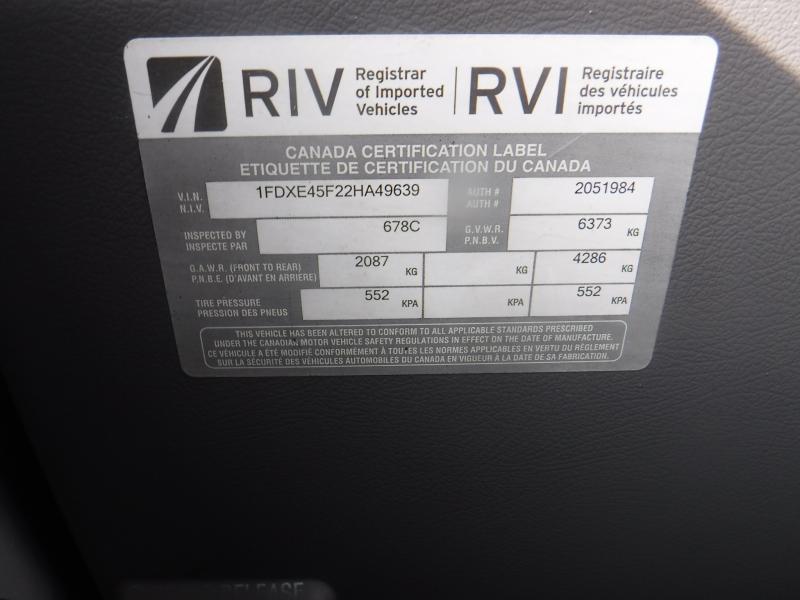 RIV Registrar of Imported Vehicles | RVI Registraire des véhicules importés
CANADA CERTIFICATION LABEL
ETIQUETTE DE CERTIFICATION DU CANADA
V.I.N. N.I.V. 1FDXE45F22HA49639 AUTH # AUTH # 2051984
INSPECTED BY INSPECTE PAR 678C G.V.W.R. P.N.B.V. 6373 KG
G.A.W.R. (FRONT TO REAR) P.N.B.E. (D'AVANT EN ARRIERE) 2087 KG KG 4286 KG
TIRE PRESSURE PRESSION DES PNEUS 552 KPA KPA 552 KPA
THIS VEHICLE HAS BEEN ALTERED TO CONFORM TO ALL APPLICABLE STANDARDS PRESCRIBED
UNDER THE CANADIAN MOTOR VEHICLE SAFETY REGULATIONS IN EFFECT ON THE DATE OF MANUFACTURE.
CE VÉHICULE A ÉTÉ MODIFIÉ CONFORMÉMENT À TOUTES LES NORMES APPLICABLES EN VERTU DU RÉGLEMENT
SUR LA SÉCURITÉ DES VÉHICULES AUTOMOBILES DU CANADA EN VIGUEUR À LA DATE DE SA FABRICATION.
RELEASE